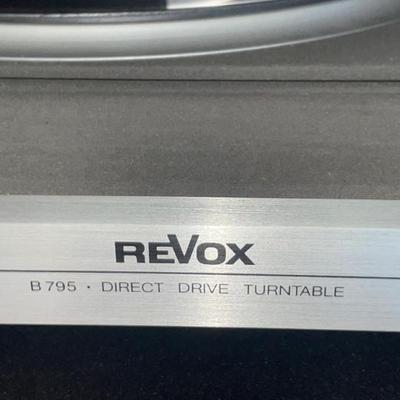 REVOX
B795 · DIRECT DRIVE TURNTABLE